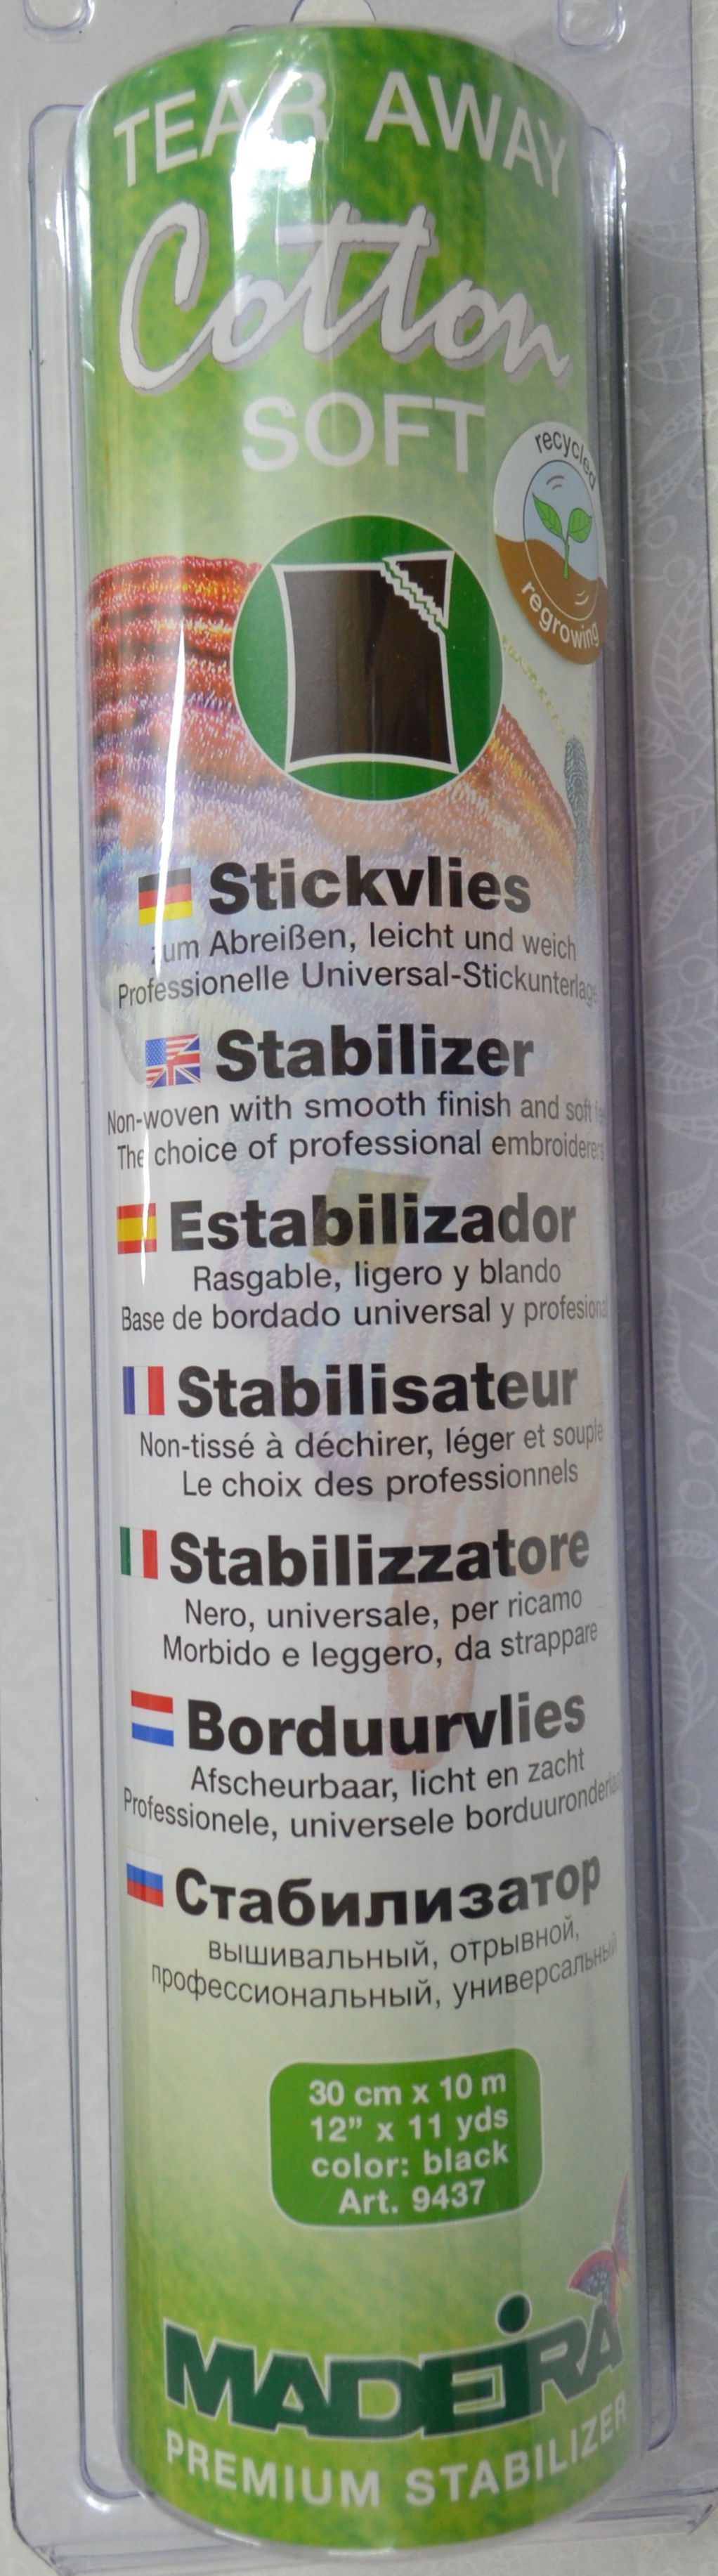 TEAR AWAY
Cotton
SOFT
recycled
regrowing
Stickvlies
zum Abreißen, leicht und weich
Professionelle Universal-Stickunterlage
Stabilizer
Non-woven with smooth finish and soft
The choice of professional embroiderers
Estabilizador
Rasgable, ligero y blando
Base de bordado universal y profesional
Stabilisateur
Non-tissé à déchirer, léger et souple
Le choix des professionnels
Stabilizzatore
Nero, universale, per ricamo
Morbido e leggero, da strappare
Borduurvlies
Afscheurbaar, licht en zacht
Professionele, universele
Стабилизатор
вышивальный, отрывной,
профессиональный, универсальный
30 cm x 10 m
12” x 11 yds
color: black
Art. 9437
MADEIRA
PREMIUM STABILIZER